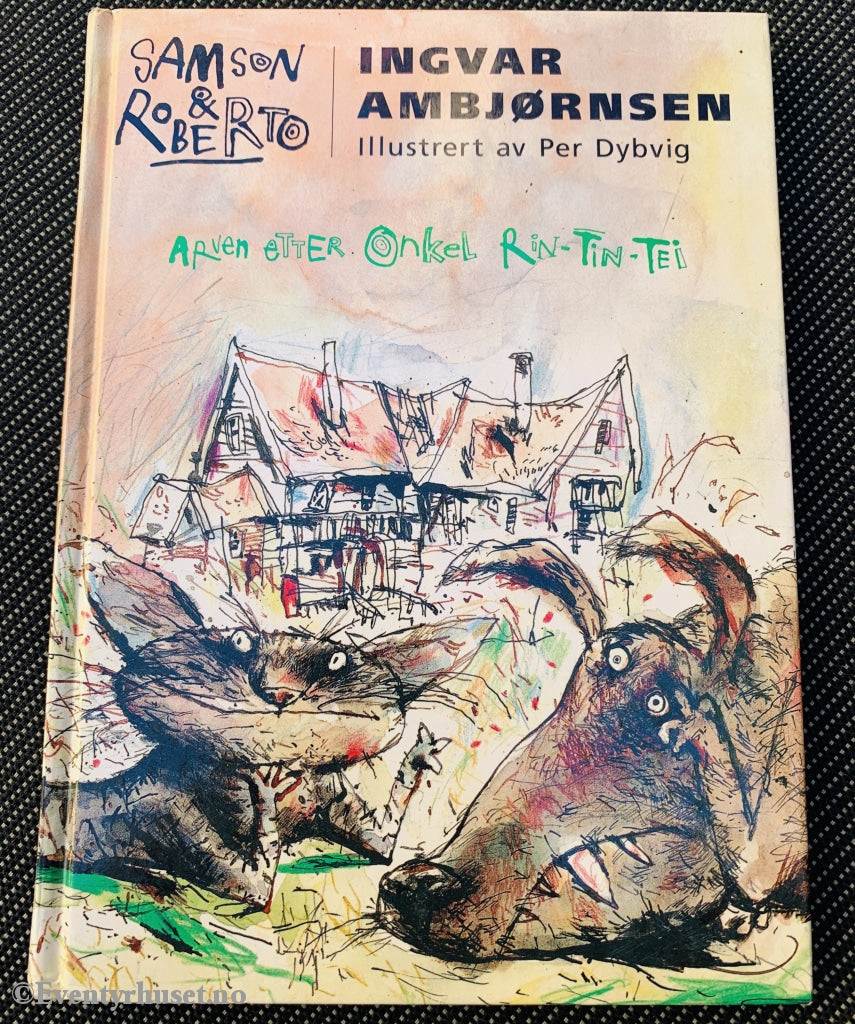 SAMSON
&
ROBERTO
INGVAR
AMBJØRNSEN
Illustrert av Per Dybvig
ARVEN ETTER ONKEL RIN-TIN-TEI
©Eventyrhuset.no